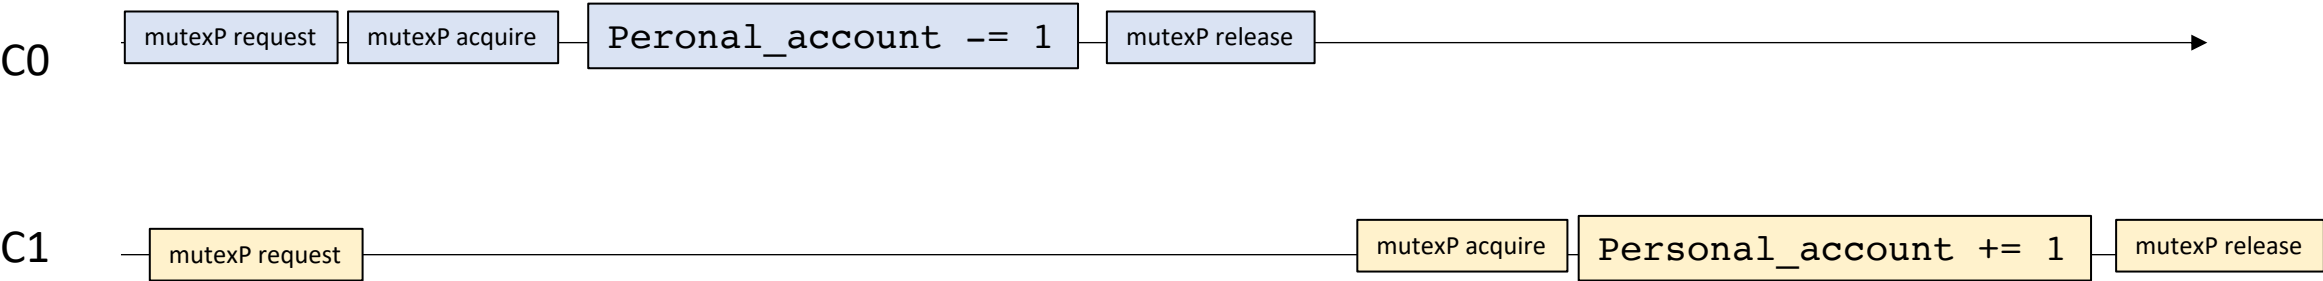 C0
mutexP request
mutexP acquire
Peronal_account -= 1
mutexP release
C1
mutexP request
mutexP acquire
Personal_account += 1
mutexP release